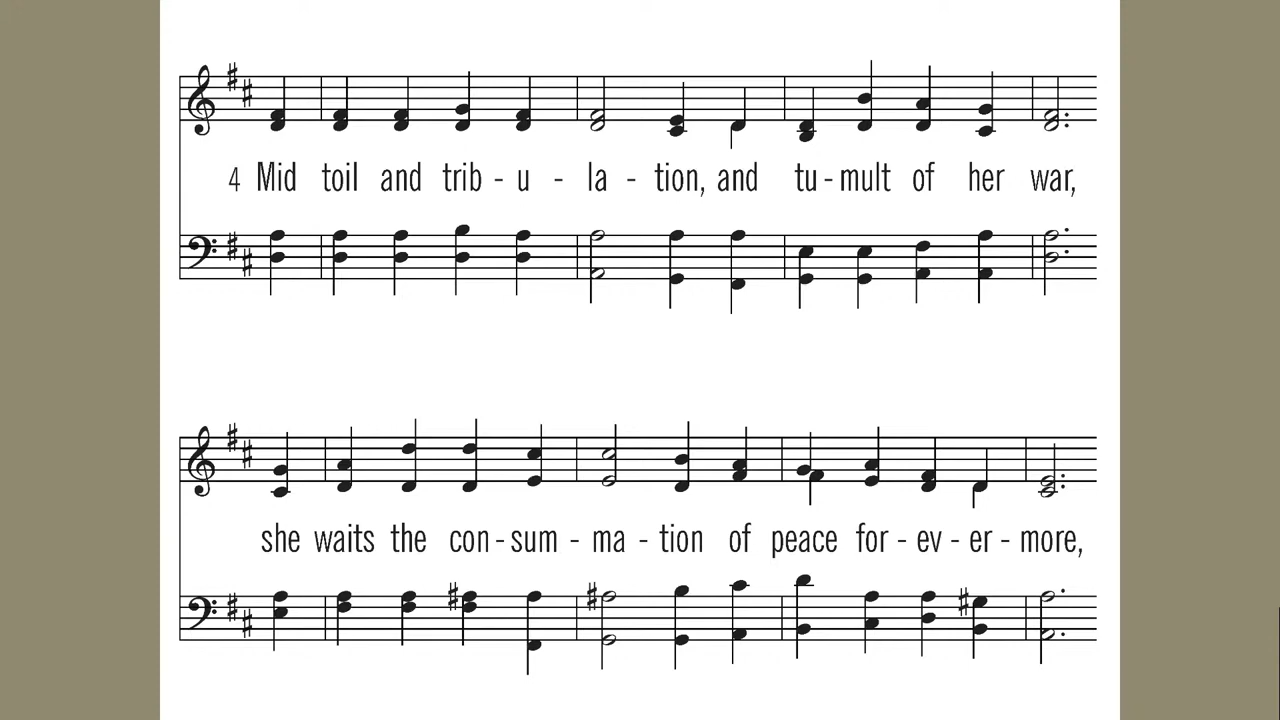 4 Mid toil and trib - u - la - tion, and tu - mult of her war,
she waits the con - sum - ma - tion of peace for - ev - er - more,